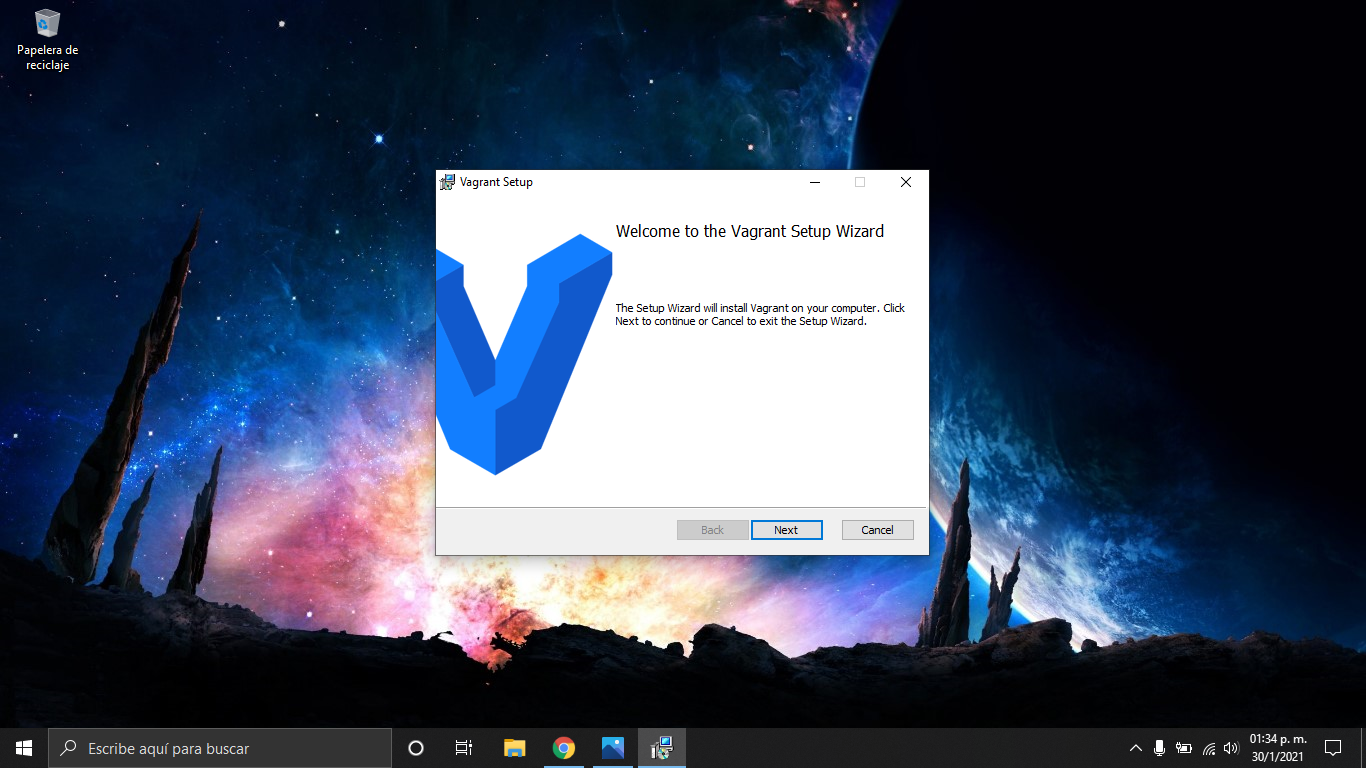 Papelera de
reciclaje
Vagrant Setup
Welcome to the Vagrant Setup Wizard
The Setup Wizard will install Vagrant on your computer. Click
Next to continue or Cancel to exit the Setup Wizard.
Back
Next
Cancel
Escribe aquí para buscar
01:34 p. m.
30/1/2021